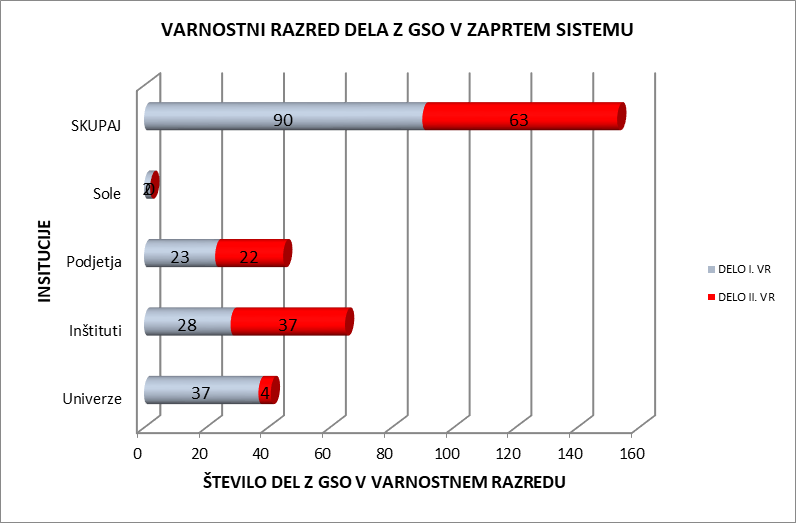 VARNOSTNI RAZRED DELA Z GSO V ZAPRTEM SISTEMU
INSITUCIJE
SKUPAJ 90 63
Sole 2 0
Podjetja 23 22
Inštituti 28 37
Univerze 37 4
0 20 40 60 80 100 120 140 160
ŠTEVILO DEL Z GSO V VARNOSTNEM RAZREDU
DELO I. VR
DELO II. VR